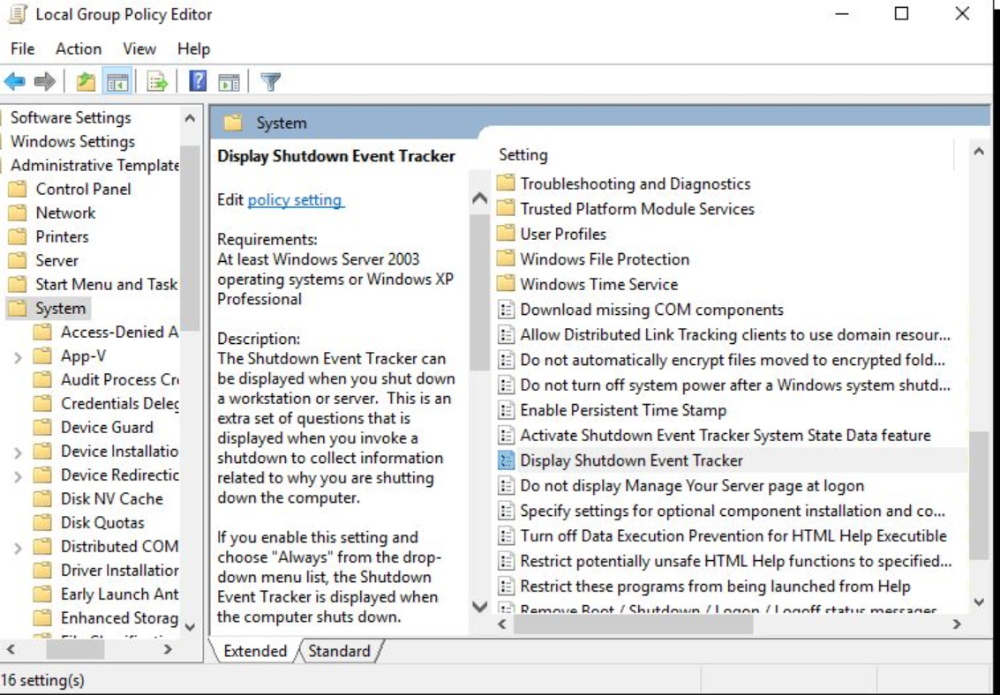 Local Group Policy Editor
File Action View Help
Software Settings
Windows Settings
Administrative Template
Control Panel
Network
Printers
Server
Start Menu and Task
System
Access-Denied A
App-V
Audit Process Cr
Credentials Deleg
Device Guard
Device Installatio
Device Redirectic
Disk NV Cache
Disk Quotas
Distributed COM
Driver Installation
Early Launch Ant
Enhanced Storag
System
Display Shutdown Event Tracker
Edit policy setting
Requirements:
At least Windows Server 2003
operating systems or Windows XP
Professional
Description:
The Shutdown Event Tracker can
be displayed when you shut down
a workstation or server. This is an
extra set of questions that is
displayed when you invoke a
shutdown to collect information
related to why you are shutting
down the computer.
If you enable this setting and
choose "Always" from the drop-
down menu list, the Shutdown
Event Tracker is displayed when
the computer shuts down.
Setting
Troubleshooting and Diagnostics
Trusted Platform Module Services
User Profiles
Windows File Protection
Windows Time Service
Download missing COM components
Allow Distributed Link Tracking clients to use domain resour...
Do not automatically encrypt files moved to encrypted fold...
Do not turn off system power after a Windows system shutd...
Enable Persistent Time Stamp
Activate Shutdown Event Tracker System State Data feature
Display Shutdown Event Tracker
Do not display Manage Your Server page at logon
Specify settings for optional component installation and co...
Turn off Data Execution Prevention for HTML Help Executible
Restrict potentially unsafe HTML Help functions to specified...
Restrict these programs from being launched from Help
Remove Boot / Shutdown / Logon / Logoff status messages
Extended Standard
16 setting(s)